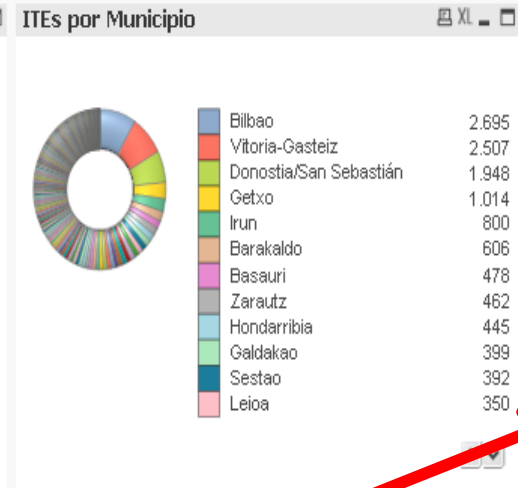 ITEs por Municipio XL
Bilbao 2.695
Vitoria-Gasteiz 2.507
Donostia/San Sebastián 1.948
Getxo 1.014
Irun 800
Barakaldo 606
Basauri 478
Zarautz 462
Hondarribia 445
Galdakao 399
Sestao 392
Leioa 350